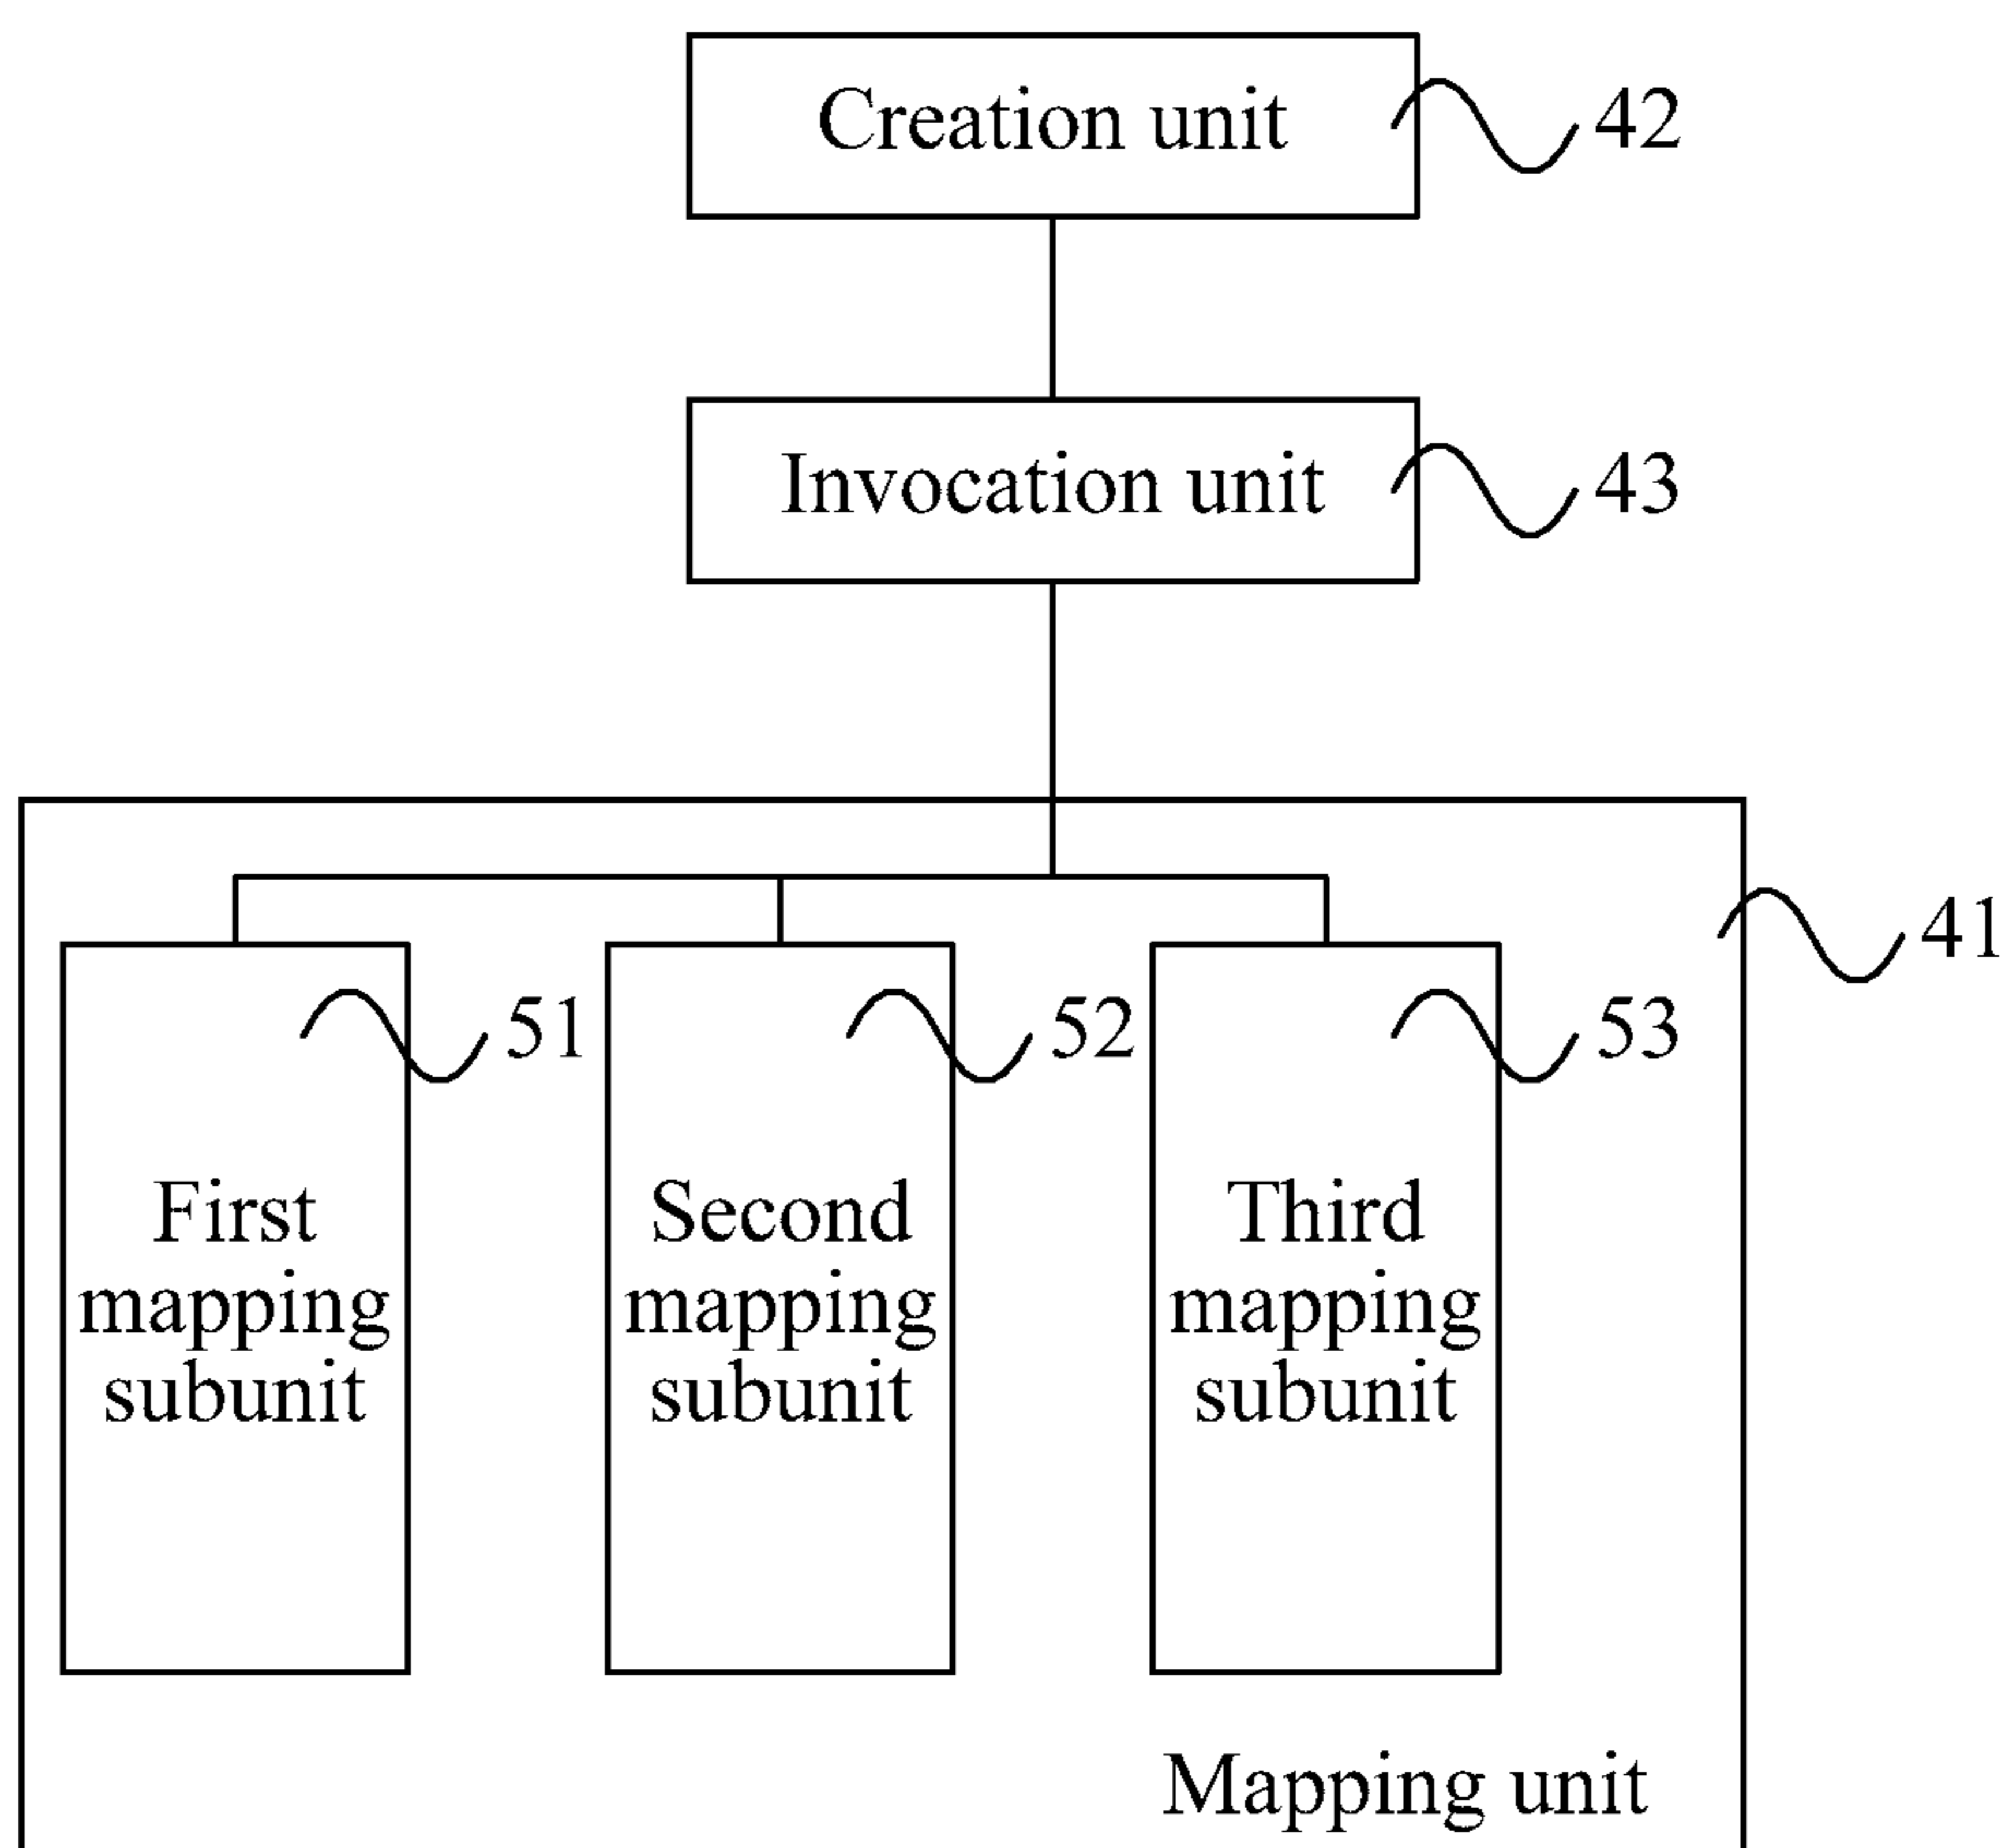 Creation unit
42
Invocation unit
43
41
51
52
53
First
mapping
subunit
Second
mapping
subunit
Third
mapping
subunit
Mapping unit